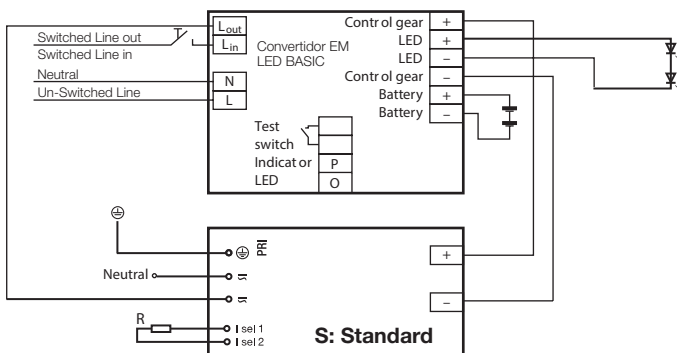 Switched Line out
Switched Line in
Neutral
Un-Switched Line
Lout
Lin
N
L
Convertidor EM
LED BASIC
Test
switch
Indicator
LED
P
O
Control gear +
LED +
LED −
Control gear −
Battery +
Battery −
PRI
Neutral
R
I sel 1
I sel 2
+
−
S: Standard